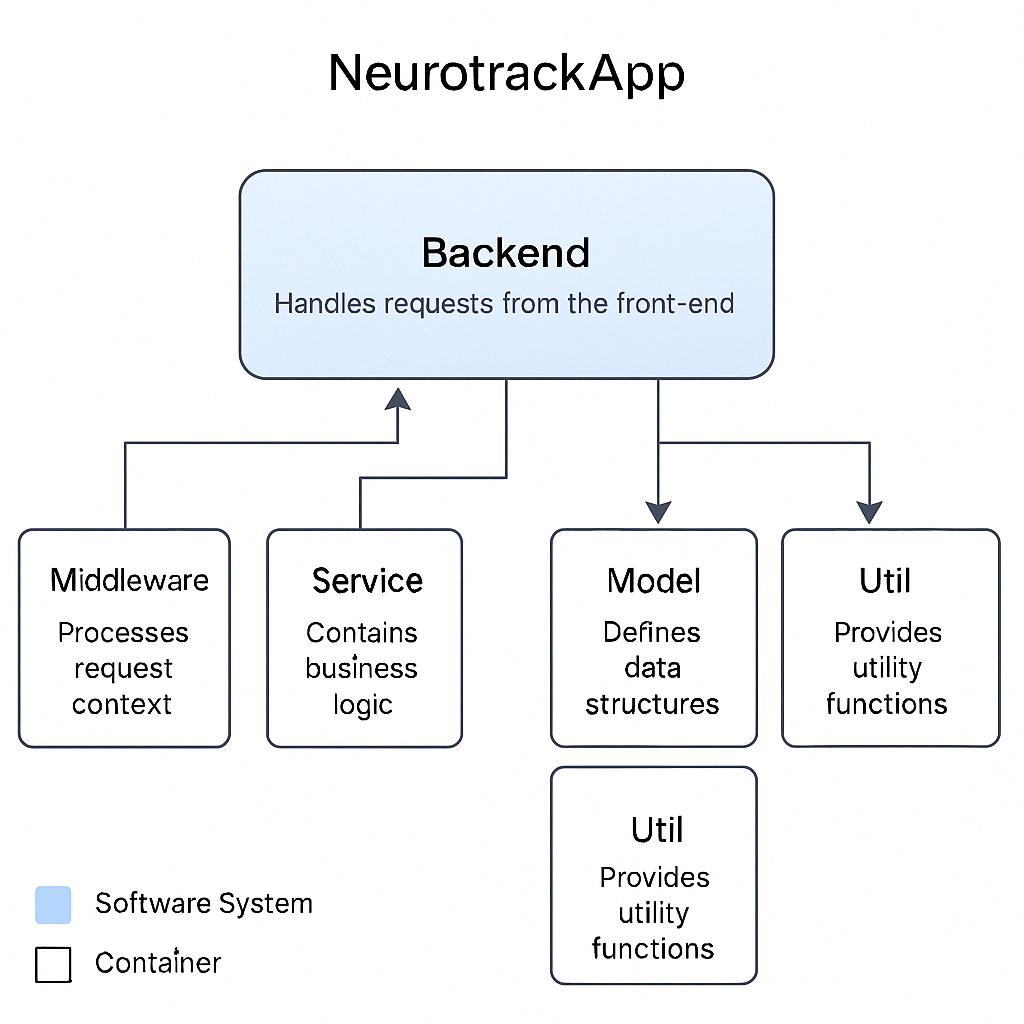 NeurotrackApp
Backend
Handles requests from the front-end
Middleware
Processes
request
context
Service
Contains
business
logic
Model
Defines
data
structures
Util
Provides
utility
functions
Util
Provides
utility
functions
Software System
Container